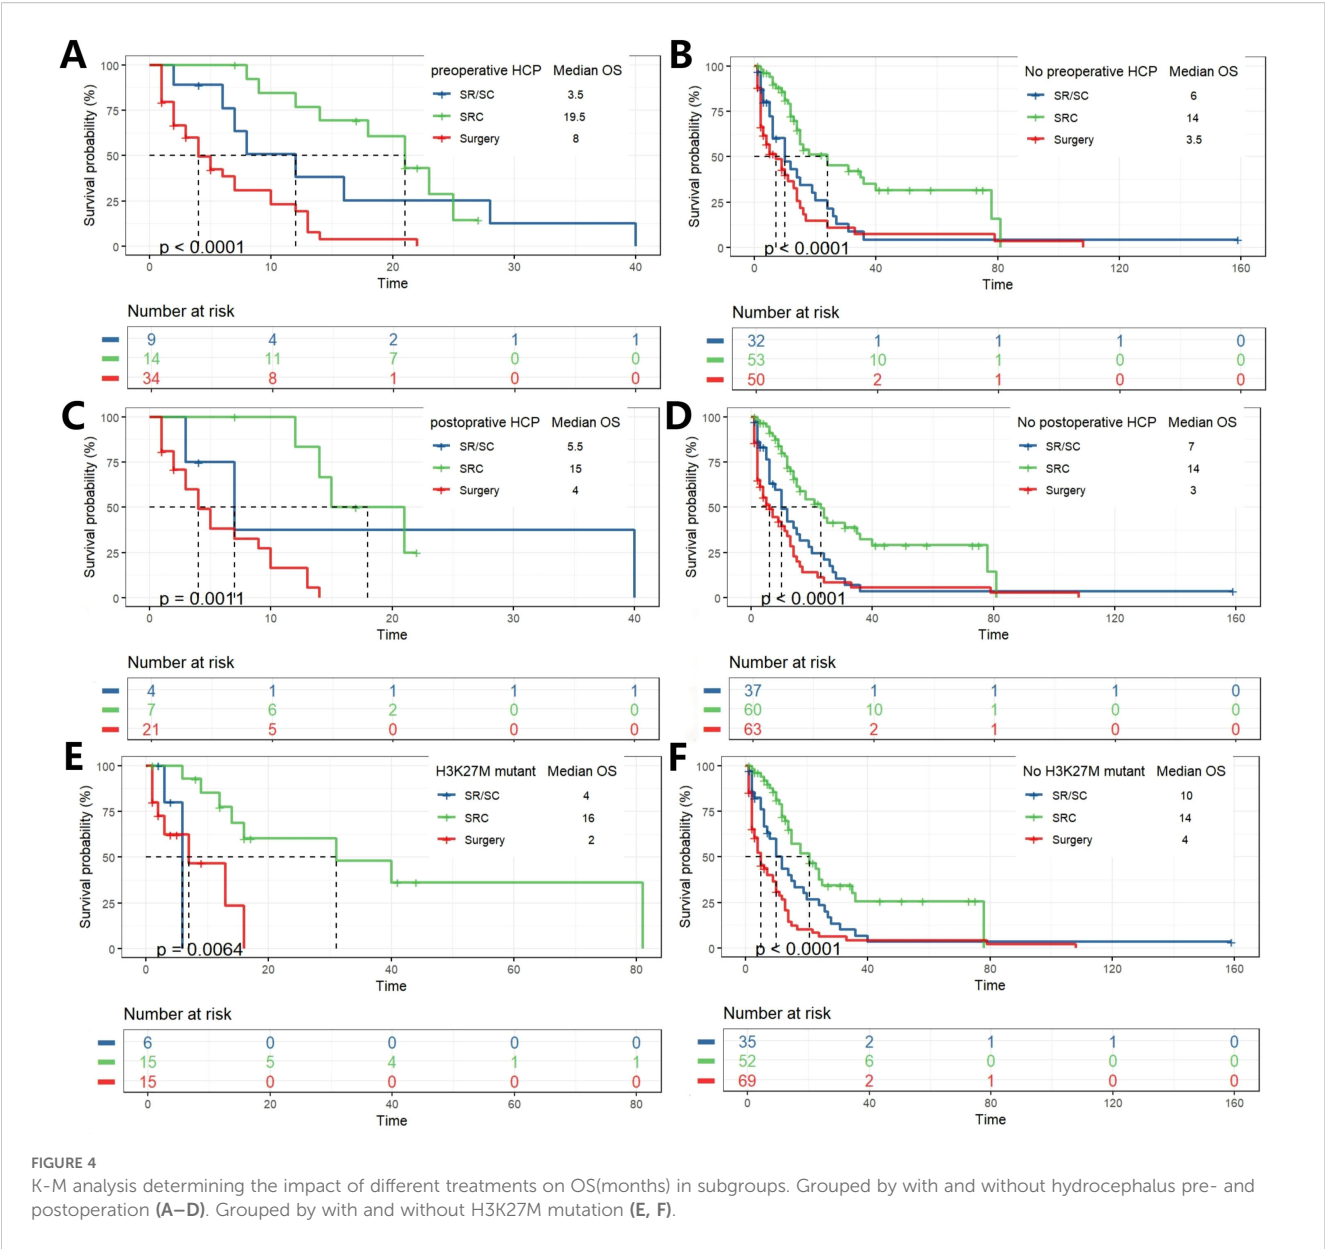 A
preoperative HCP Median OS
SR/SC 3.5
SRC 19.5
Surgery 8
Survival probability (%)
100
75
50
25
0
p < 0.0001
0 10 20 30 40
Time
Number at risk
9 4 2 1 1
14 11 7 0 0
34 8 1 0 0
B
No preoperative HCP Median OS
SR/SC 6
SRC 14
Surgery 3.5
Survival probability (%)
100
75
50
25
0
p < 0.0001
0 40 80 120 160
Time
Number at risk
32 1 1 1 0
53 10 1 0 0
50 2 1 0 0
C
postoprative HCP Median OS
SR/SC 5.5
SRC 15
Surgery 4
Survival probability (%)
100
75
50
25
0
p = 0.0011
0 10 20 30 40
Time
Number at risk
4 1 1 1 1
7 6 2 0 0
21 5 0 0 0
D
No postoperative HCP Median OS
SR/SC 7
SRC 14
Surgery 3
Survival probability (%)
100
75
50
25
0
p < 0.0001
0 40 80 120 160
Time
Number at risk
37 1 1 1 0
60 10 1 0 0
63 2 1 0 0
E
H3K27M mutant Median OS
SR/SC 4
SRC 16
Surgery 2
Survival probability (%)
100
75
50
25
0
p = 0.0064
0 20 40 60 80
Time
Number at risk
6 0 0 0 0
15 5 4 1 1
15 0 0 0 0
0 20 40 60 80
Time
F
No H3K27M mutant Median OS
SR/SC 10
SRC 14
Surgery 4
Survival probability (%)
100
75
50
25
0
p < 0.0001
0 40 80 120 160
Time
Number at risk
35 2 1 1 0
52 6 0 0 0
69 2 1 0 0
0 40 80 120 160
Time
FIGURE 4
K-M analysis determining the impact of different treatments on OS(months) in subgroups. Grouped by with and without hydrocephalus pre- and
postoperation (A–D). Grouped by with and without H3K27M mutation (E, F).